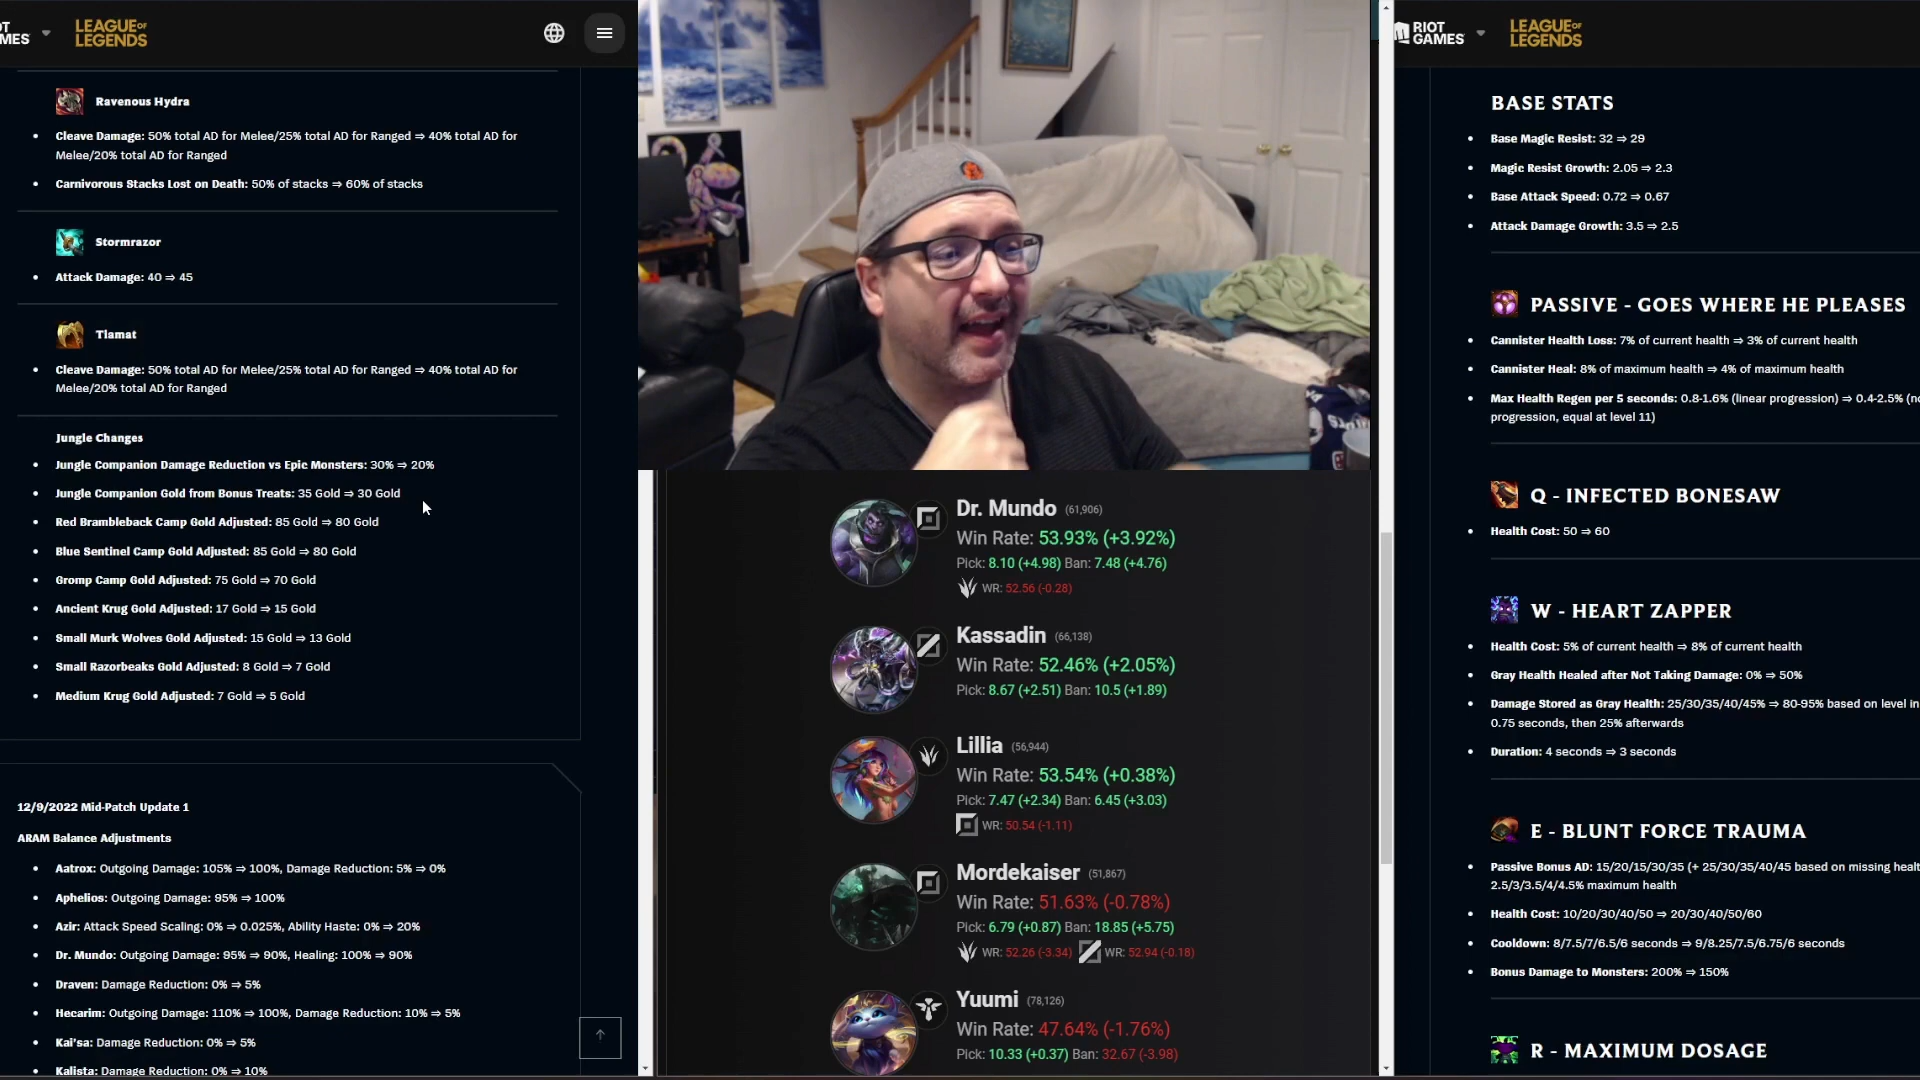 OT
MES
LEAGUE OF
LEGENDS
Ravenous Hydra
Cleave Damage: 50% total AD for Melee/25% total AD for Ranged ⇒ 40% total AD for
Melee/20% total AD for Ranged
Carnivorous Stacks Lost on Death: 50% of stacks ⇒ 60% of stacks
Stormrazor
Attack Damage: 40 ⇒ 45
Tiamat
Cleave Damage: 50% total AD for Melee/25% total AD for Ranged ⇒ 40% total AD for
Melee/20% total AD for Ranged
Jungle Changes
Jungle Companion Damage Reduction vs Epic Monsters: 30% ⇒ 20%
Jungle Companion Gold from Bonus Treats: 35 Gold ⇒ 30 Gold
Red Brambleback Camp Gold Adjusted: 85 Gold ⇒ 80 Gold
Blue Sentinel Camp Gold Adjusted: 85 Gold ⇒ 80 Gold
Gromp Camp Gold Adjusted: 75 Gold ⇒ 70 Gold
Ancient Krug Gold Adjusted: 17 Gold ⇒ 15 Gold
Small Murk Wolves Gold Adjusted: 15 Gold ⇒ 13 Gold
Small Razorbeaks Gold Adjusted: 8 Gold ⇒ 7 Gold
Medium Krug Gold Adjusted: 7 Gold ⇒ 5 Gold
12/9/2022 Mid-Patch Update 1
ARAM Balance Adjustments
Aatrox: Outgoing Damage: 105% ⇒ 100%, Damage Reduction: 5% ⇒ 0%
Aphelios: Outgoing Damage: 95% ⇒ 100%
Azir: Attack Speed Scaling: 0% ⇒ 0.025%, Ability Haste: 0% ⇒ 20%
Dr. Mundo: Outgoing Damage: 95% ⇒ 90%, Healing: 100% ⇒ 90%
Draven: Damage Reduction: 0% ⇒ 5%
Hecarim: Outgoing Damage: 110% ⇒ 100%, Damage Reduction: 10% ⇒ 5%
Kai'sa: Damage Reduction: 0% ⇒ 5%
Kalista: Damage Reduction: 0% ⇒ 10%
Dr. Mundo (61,906)
Win Rate: 53.93% (+3.92%)
Pick: 8.10 (+4.98) Ban: 7.48 (+4.76)
WR: 52.56 (-0.28)
Kassadin (66,138)
Win Rate: 52.46% (+2.05%)
Pick: 8.67 (+2.51) Ban: 10.5 (+1.89)
Lillia (56,944)
Win Rate: 53.54% (+0.38%)
Pick: 7.47 (+2.34) Ban: 6.45 (+3.03)
WR: 50.54 (-1.11)
Mordekaiser (51,867)
Win Rate: 51.63% (-0.78%)
Pick: 6.79 (+0.87) Ban: 18.85 (+5.75)
WR: 52.26 (-3.34) WR: 52.94 (-0.18)
Yuumi (78,126)
Win Rate: 47.64% (-1.76%)
Pick: 10.33 (+0.37) Ban: 32.67 (-3.98)
RIOT
GAMES
LEAGUE OF
LEGENDS
BASE STATS
Base Magic Resist: 32 ⇒ 29
Magic Resist Growth: 2.05 ⇒ 2.3
Base Attack Speed: 0.72 ⇒ 0.67
Attack Damage Growth: 3.5 ⇒ 2.5
PASSIVE - GOES WHERE HE PLEASES
Cannister Health Loss: 7% of current health ⇒ 3% of current health
Cannister Heal: 8% of maximum health ⇒ 4% of maximum health
Max Health Regen per 5 seconds: 0.8-1.6% (linear progression) ⇒ 0.4-2.5% (no
progression, equal at level 11)
Q - INFECTED BONESAW
Health Cost: 50 ⇒ 60
W - HEART ZAPPER
Health Cost: 5% of current health ⇒ 8% of current health
Gray Health Healed after Not Taking Damage: 0% ⇒ 50%
Damage Stored as Gray Health: 25/30/35/40/45% ⇒ 80-95% based on level in
0.75 seconds, then 25% afterwards
Duration: 4 seconds ⇒ 3 seconds
E - BLUNT FORCE TRAUMA
Passive Bonus AD: 15/20/15/30/35 (+ 25/30/35/40/45 based on missing healt
2.5/3/3.5/4/4.5% maximum health
Health Cost: 10/20/30/40/50 ⇒ 20/30/40/50/60
Cooldown: 8/7.5/7/6.5/6 seconds ⇒ 9/8.25/7.5/6.75/6 seconds
Bonus Damage to Monsters: 200% ⇒ 150%
R - MAXIMUM DOSAGE